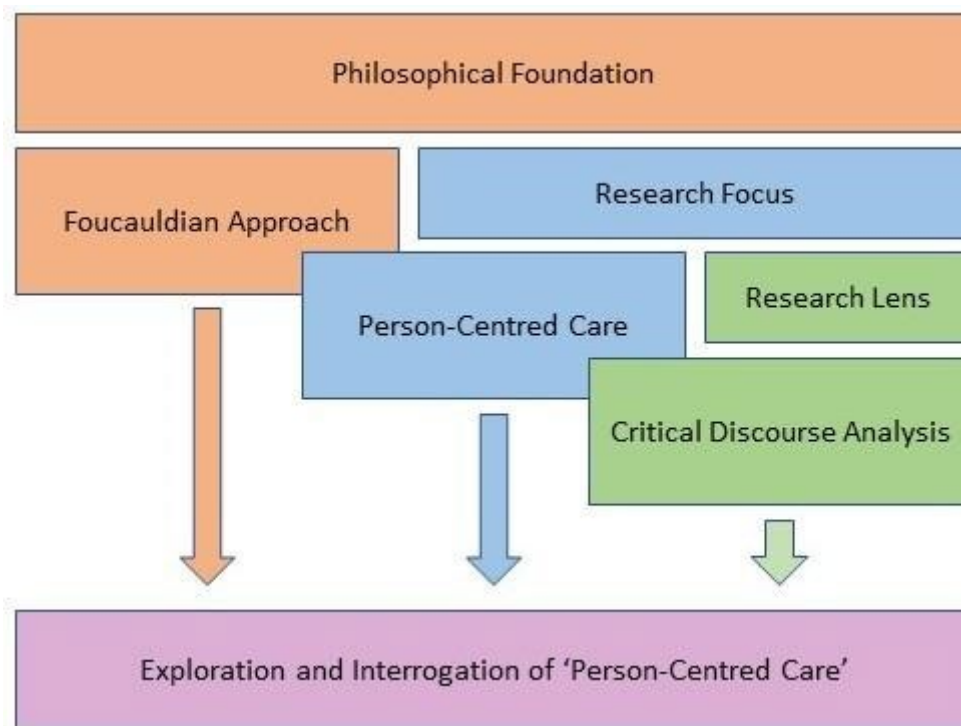 Philosophical Foundation
Foucauldian Approach
Research Focus
Person-Centred Care
Research Lens
Critical Discourse Analysis
Exploration and Interrogation of ‘Person-Centred Care’